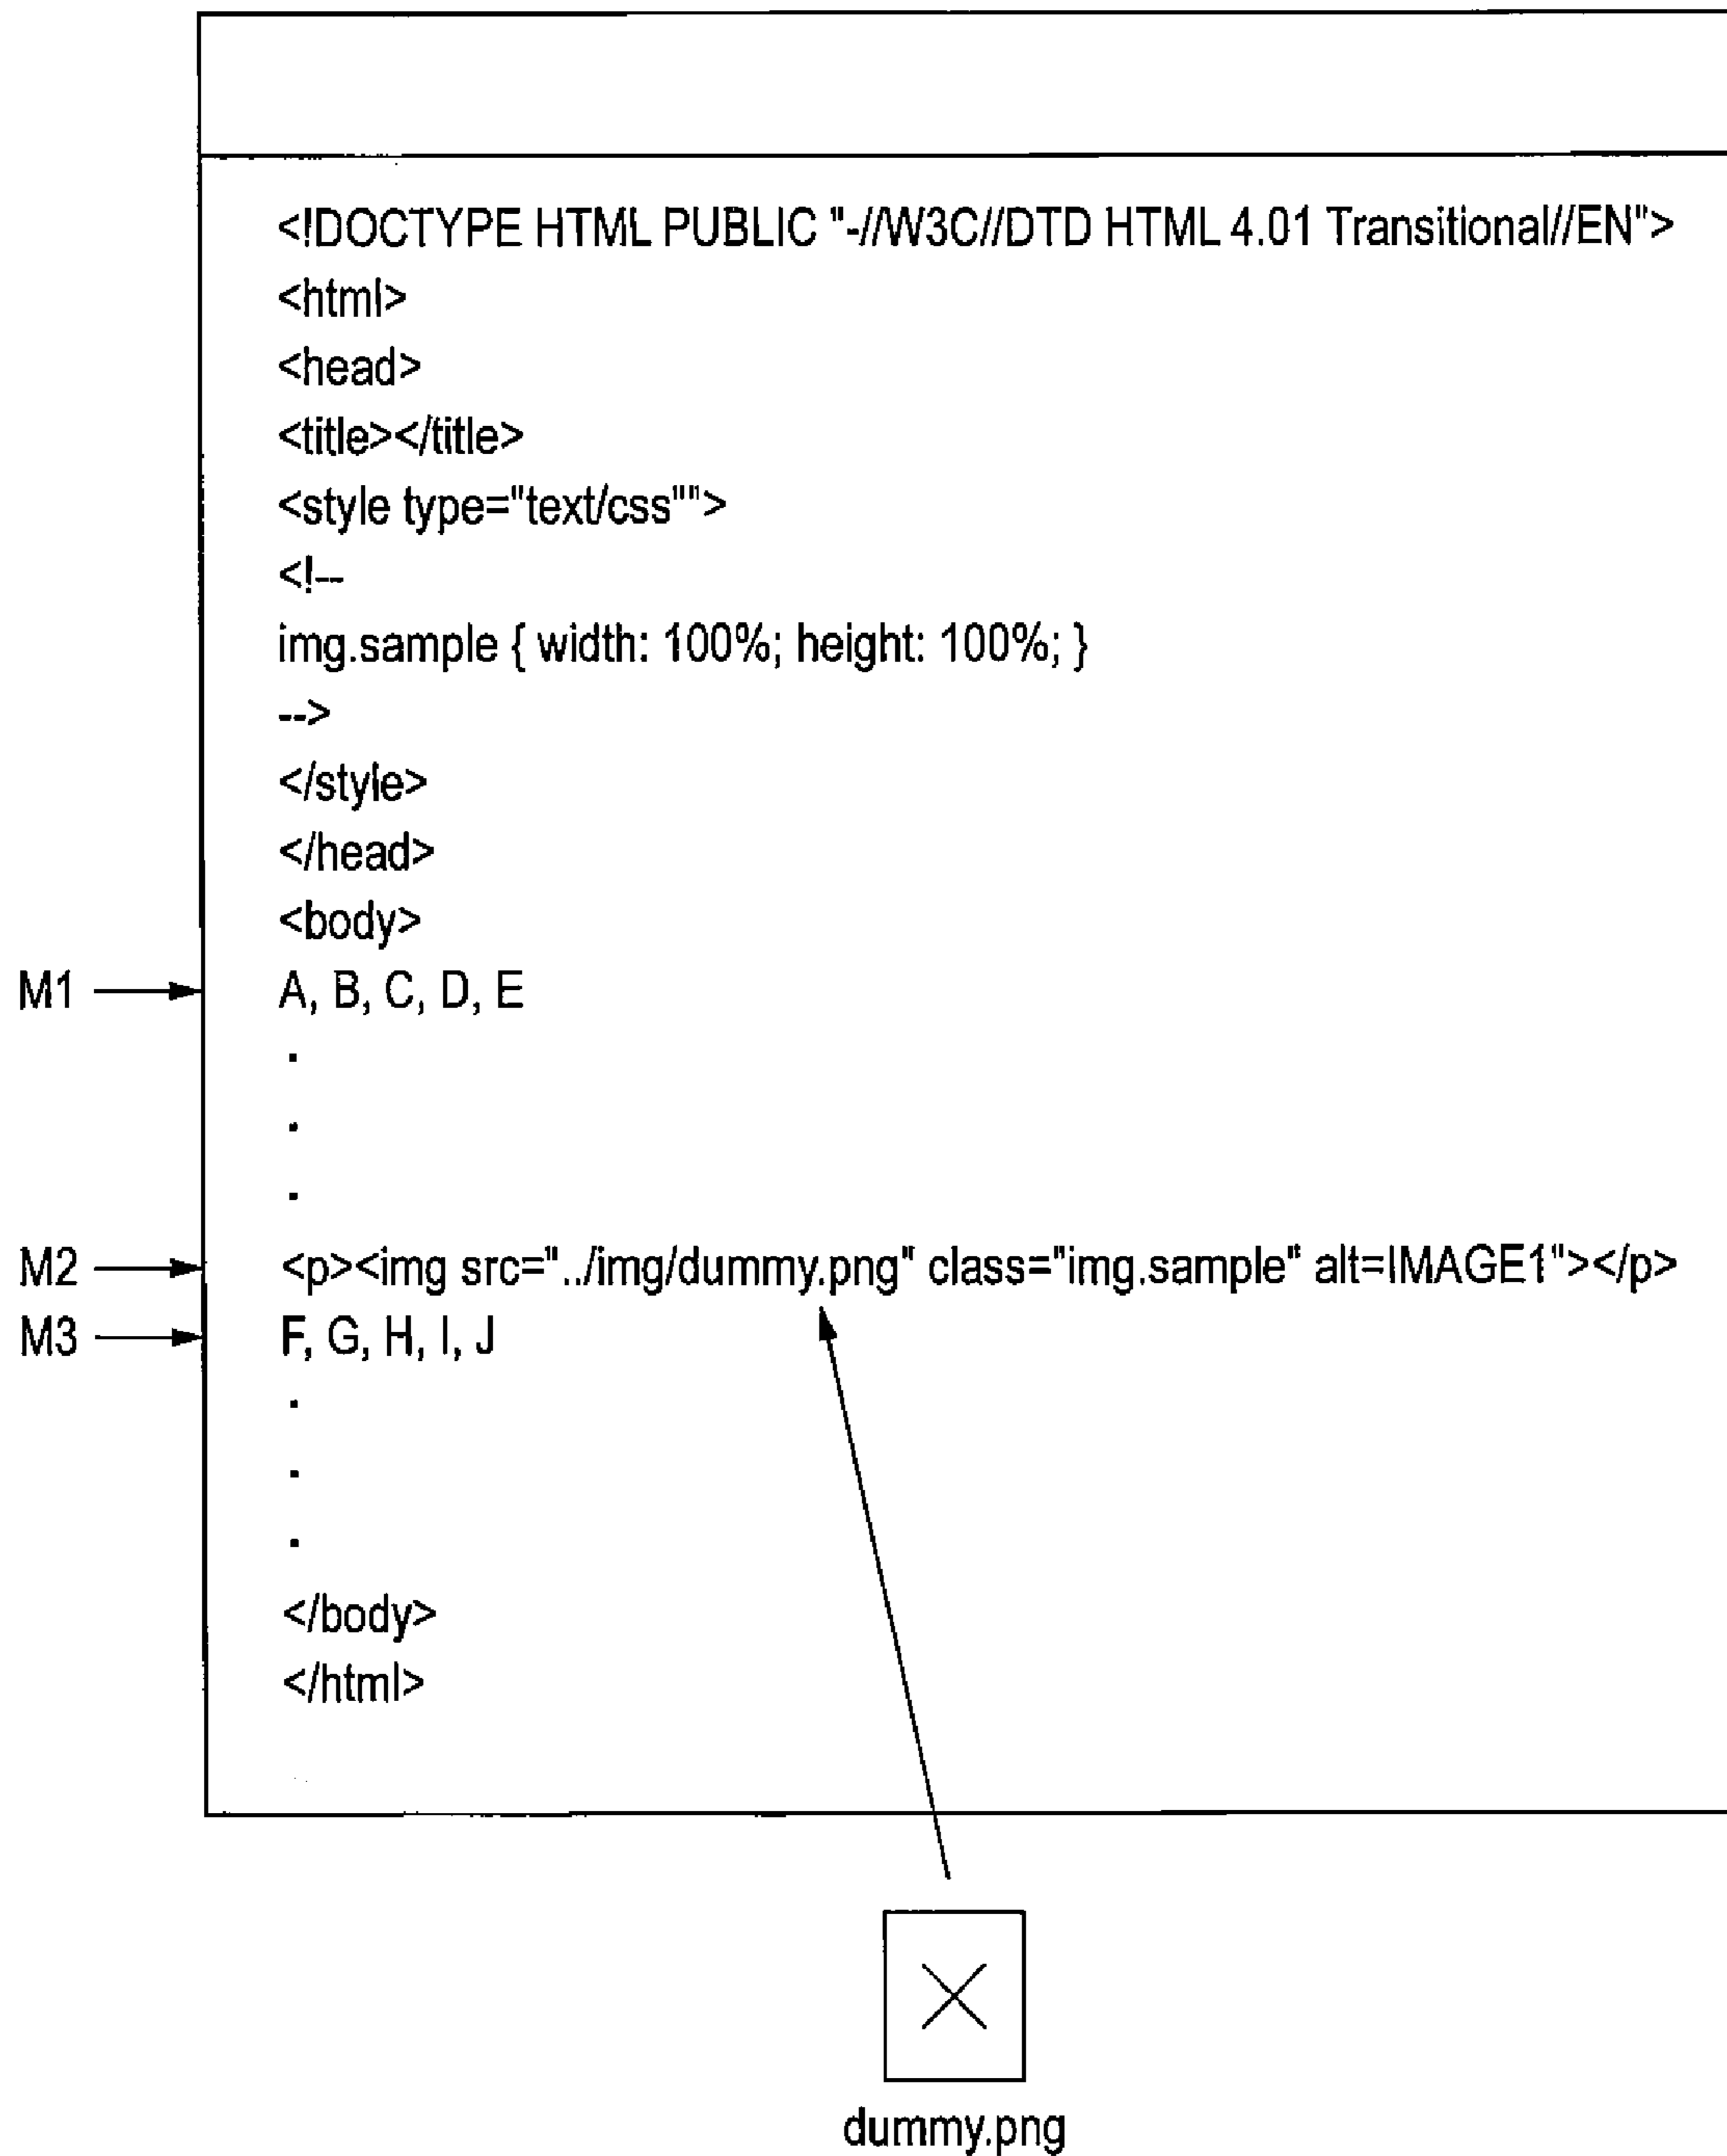 <!DOCTYPE HTML PUBLIC "-//W3C//DTD HTML 4.01 Transitional//EN">
<html>
<head>
<title></title>
<style type="text/css"">
<!--
img.sample { width: 100%; height: 100%; }
-->
</style>
</head>
<body>
M1 A, B, C, D, E
.
.
.
M2 <p><img src="../img/dummy.png" class="img.sample" alt=IMAGE1"></p>
M3 F, G, H, I, J
.
.
.
</body>
</html>
dummy.png